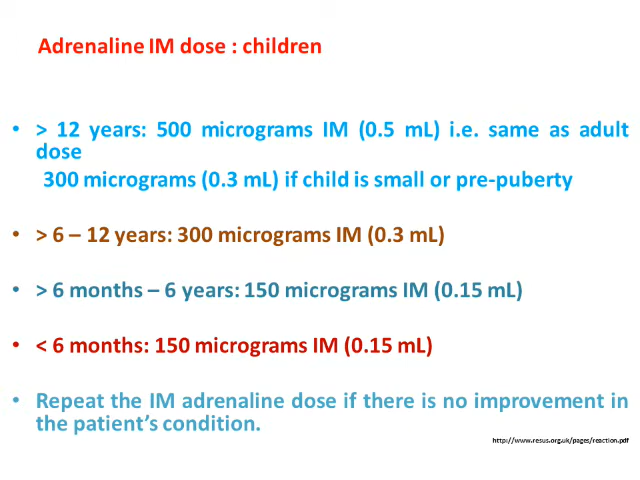 Adrenaline IM dose : children
• > 12 years: 500 micrograms IM (0.5 mL) i.e. same as adult
dose
300 micrograms (0.3 mL) if child is small or pre-puberty
• > 6 – 12 years: 300 micrograms IM (0.3 mL)
• > 6 months – 6 years: 150 micrograms IM (0.15 mL)
• < 6 months: 150 micrograms IM (0.15 mL)
• Repeat the IM adrenaline dose if there is no improvement in
the patient’s condition.
http://www.resus.org.uk/pages/reaction.pdf